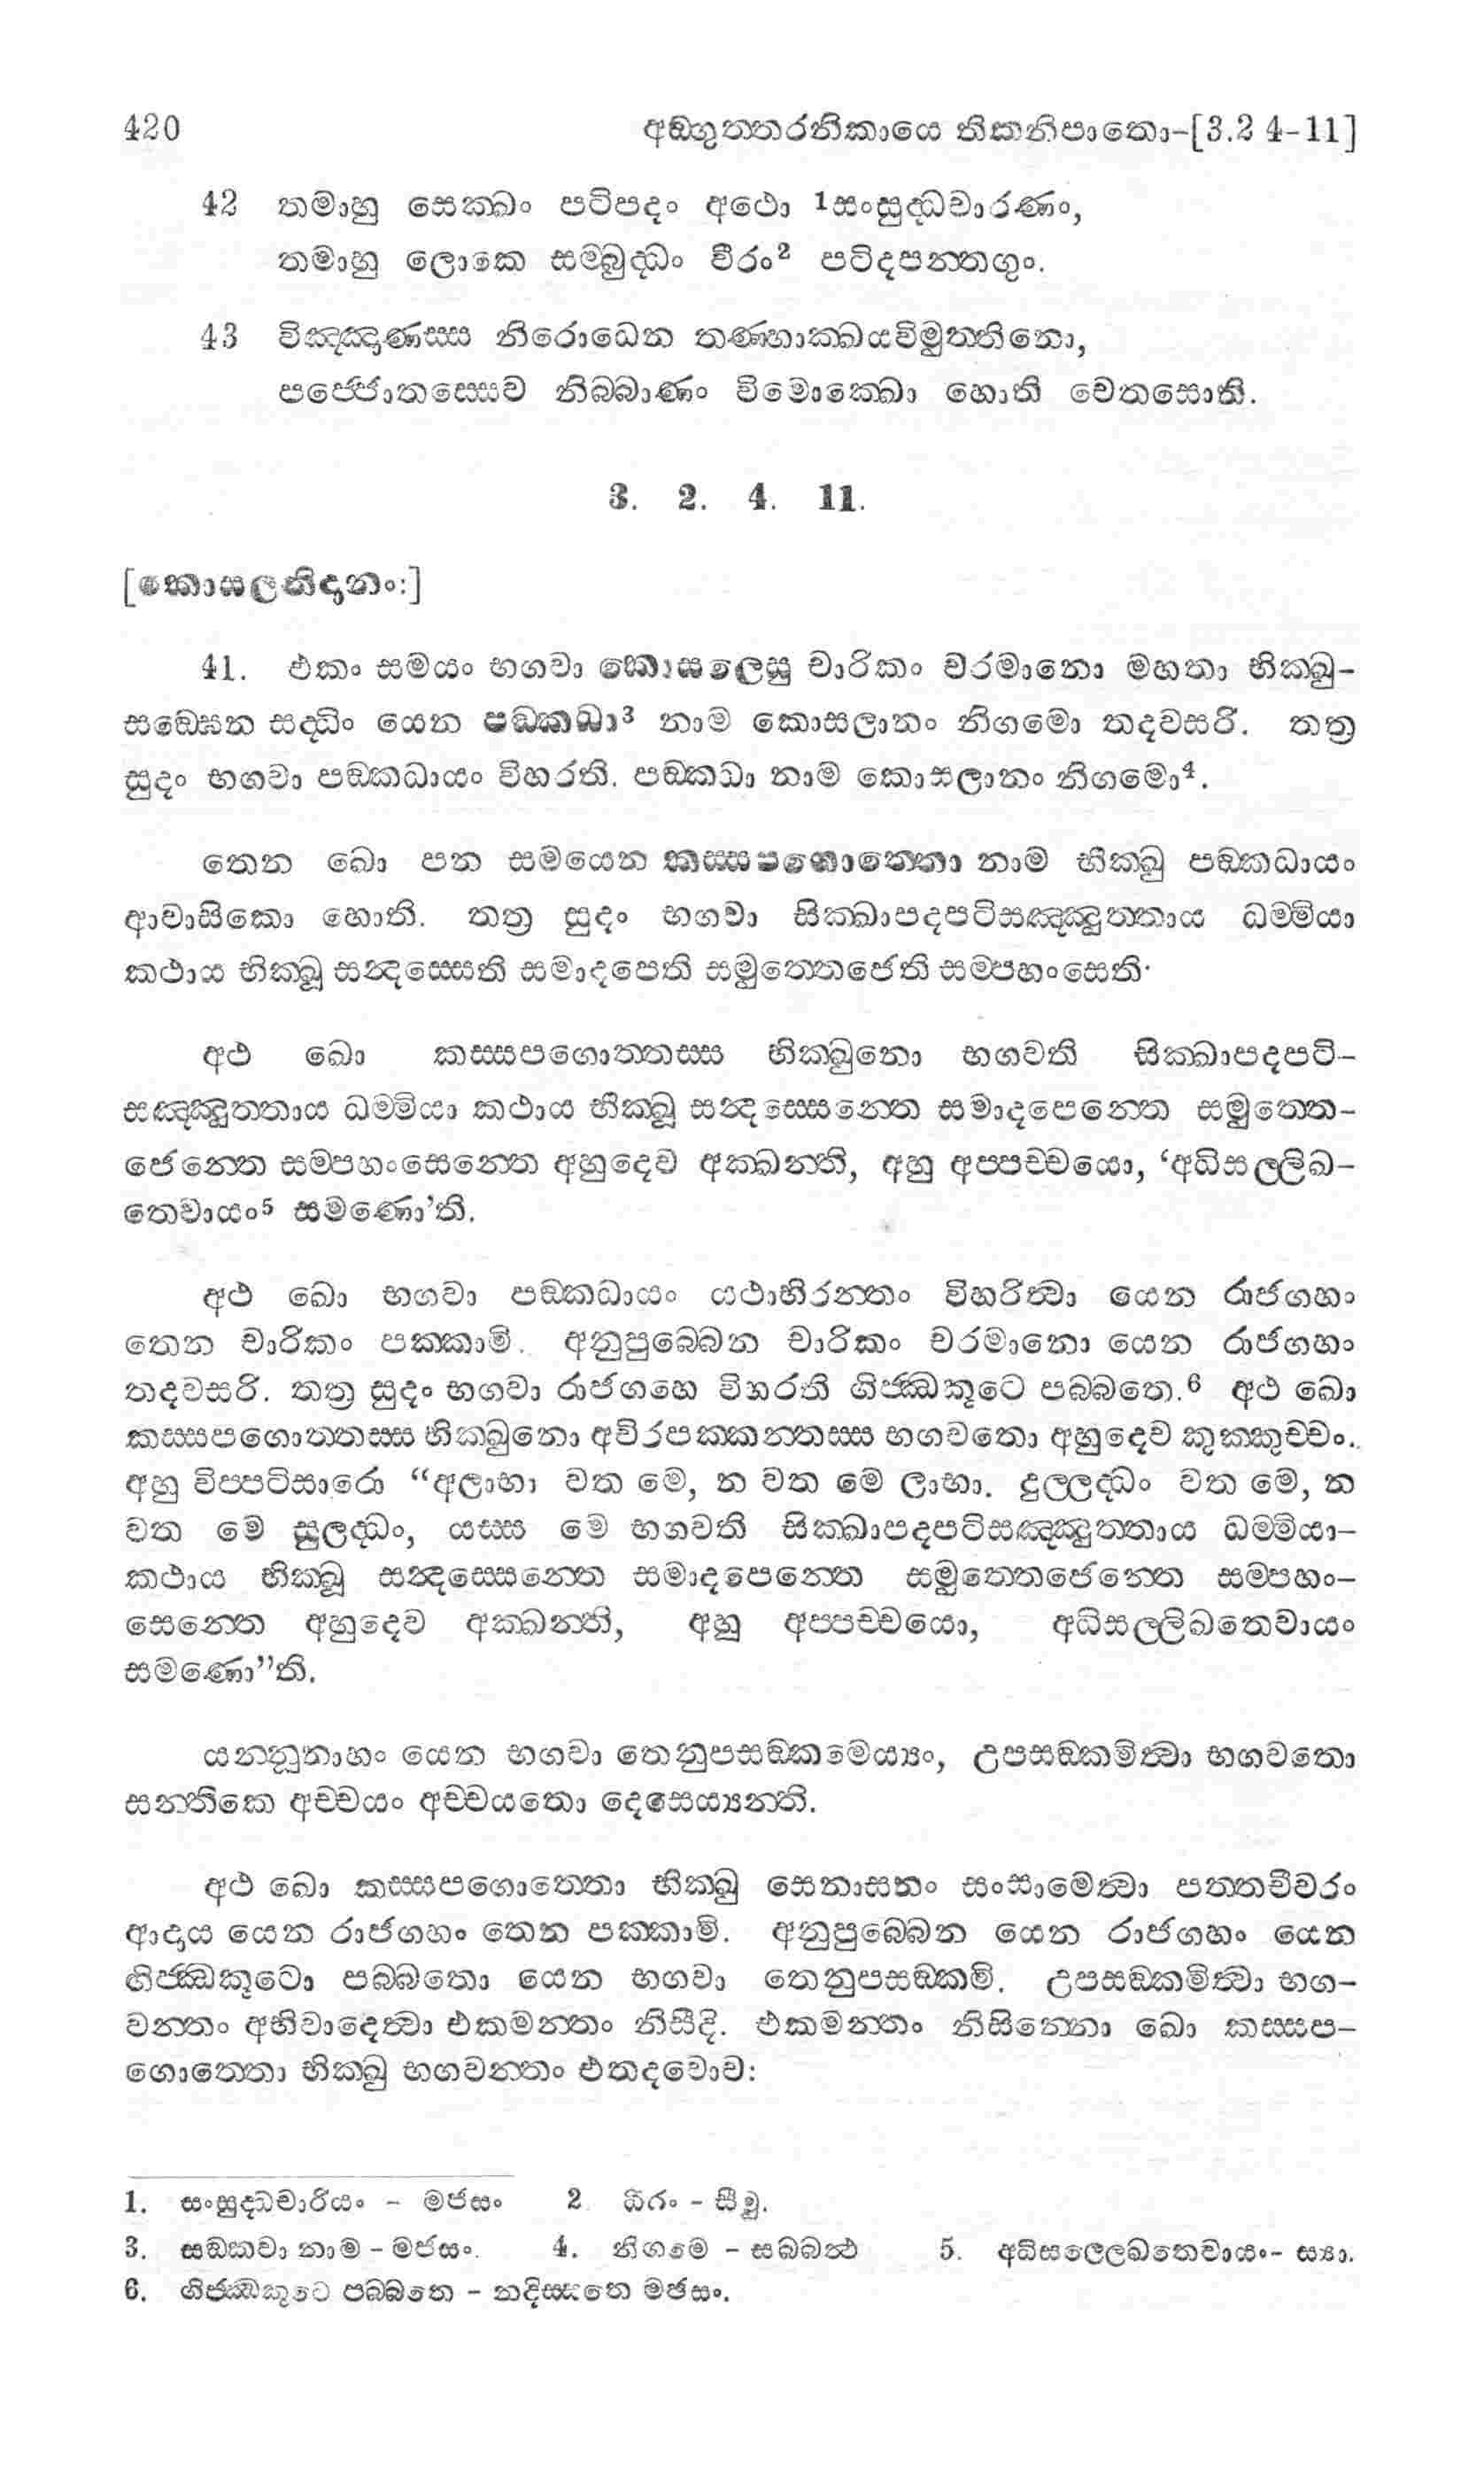 420 අඞ්ගුත්තරනිකායෙ තිකනිපාතො-[3.2 4-11]
42 තමාහු සෙක්ඛං පටිපදං අථො ¹සංසුද්ධවාරණං,
තමාහු ලොකෙ සම්බුද්ධං වීරං² පටිදපන්තගුං.
43 විඤ්ඤාණස්ස නිරොධෙන තණ්හාක්ඛයවිමුත්තිනො,
පජ්ජොතස්සෙව නිබ්බාණං විමොක්ඛො හොති චෙතසොති.
3. 2. 4. 11.
[කොසලනිදානං:]
41. එකං සමයං භගවා කොසලෙසු චාරිකං චරමානො මහතා භික්ඛු-
සඞ්ඝෙන සද්ධිං යෙන පඞ්කධා³ නාම කොසලානං නිගමො තදවසරි. තත්‍ර
සුදං භගවා පඞ්කධායං විහරති. පඞ්කධා නාම කොසලානං නිගමො⁴.
තෙන ඛො පන සමයෙන කස්සපගොත්තො නාම භික්ඛු පඞ්කධායං
ආවාසිකො හොති. තත්‍ර සුදං භගවා සික්ඛාපදපටිසඤ්ඤුත්තාය ධම්මියා
කථාය භික්ඛූ සන්දස්සෙති සමාදපෙති සමුත්තෙජෙති සම්පහංසෙති.
අථ ඛො කස්සපගොත්තස්ස භික්ඛුනො භගවති සික්ඛාපදපටි-
සඤ්ඤුත්තාය ධම්මියා කථාය භික්ඛූ සන්දස්සෙන්තෙ සමාදපෙන්තෙ සමුත්තෙ-
ජෙන්තෙ සම්පහංසෙන්තෙ අහුදෙව අක්ඛන්ති, අහු අප්පච්චයො, ‘අධිසල්ලිඛ-
තෙවායං⁵ සමණො’ති.
අථ ඛො භගවා පඞ්කධායං යථාභිරන්තං විහරිත්‍වා යෙන රාජගහං
තෙන චාරිකං පක්කාමි. අනුපුබ්බෙන චාරිකං චරමානො යෙන රාජගහං
තදවසරි. තත්‍ර සුදං භගවා රාජගහෙ විහරති ගිජ්ඣකූටෙ පබ්බතෙ.⁶ අථ ඛො
කස්සපගොත්තස්ස භික්ඛුනො අචිරපක්කන්තස්ස භගවතො අහුදෙව කුක්කුච්චං.
අහු විප්පටිසාරො “අලාභා වත මෙ, න වත මෙ ලාභා. දුල්ලද්ධං වත මෙ, න
වත මෙ සුලද්ධං, යස්ස මෙ භගවති සික්ඛාපදපටිසඤ්ඤුත්තාය ධම්මියා-
කථාය භික්ඛූ සන්දස්සෙන්තෙ සමාදපෙන්තෙ සමුත්තෙජෙන්තෙ සම්පහං-
සෙන්තෙ අහුදෙව අක්ඛන්ති, අහු අප්පච්චයො, අධිසල්ලිඛතෙවායං
සමණො”ති.
යන්නූනාහං යෙන භගවා තෙනුපසඞ්කමෙය්‍යං, උපසඞ්කමිත්‍වා භගවතො
සන්තිකෙ අච්චයං අච්චයතො දෙසෙය්‍යන්ති.
අථ ඛො කස්සපගොත්තො භික්ඛු සෙනාසනං සංසාමෙත්‍වා පත්තචීවරං
ආදාය යෙන රාජගහං තෙන පක්කාමි. අනුපුබ්බෙන යෙන රාජගහං යෙන
ගිජ්ඣකූටො පබ්බතො යෙන භගවා තෙනුපසඞ්කමි. උපසඞ්කමිත්‍වා භග-
වන්තං අභිවාදෙත්‍වා එකමන්තං නිසීදි. එකමන්තං නිසින්නො ඛො කස්සප-
ගොත්තො භික්ඛු භගවන්තං එතදවොච:
1. සංසුද්ධචාරියං - මජසං 2 ධීරං - සීමු.
3. සඞ්කවා නාම - මජසං. 4. නිගමෙ - සබ්බත්‍ථ 5. අධිසල්ලෙඛතෙවායං- ස්‍යා.
6. ගිජ්ඣකූටෙ පබ්බතෙ - නදිස්සතෙ මජසං.